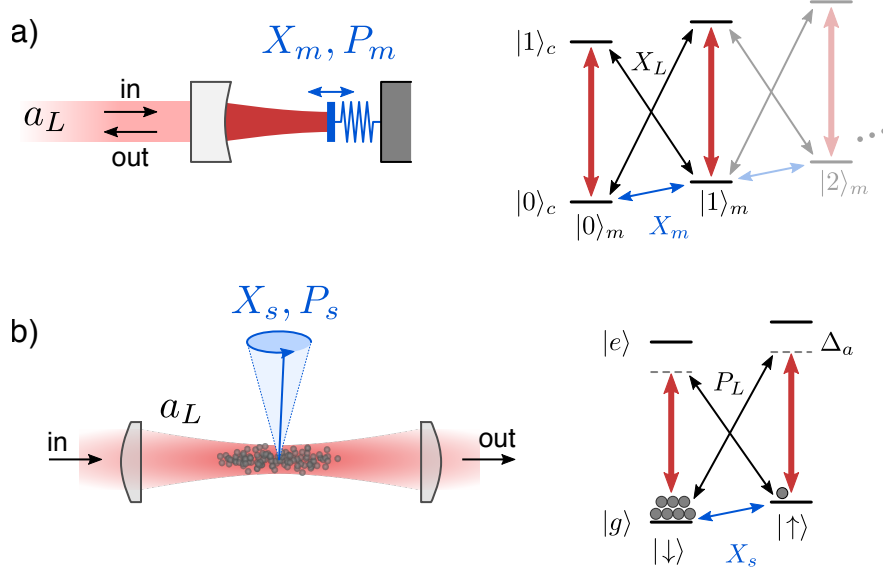 a)
X_m, P_m
a_L
in
out
|1⟩_c
X_L
|0⟩_c
|0⟩_m
X_m
|1⟩_m
|2⟩_m
b)
X_s, P_s
a_L
in
out
|e⟩
Δ_a
P_L
|g⟩
|↓⟩
X_s
|↑⟩